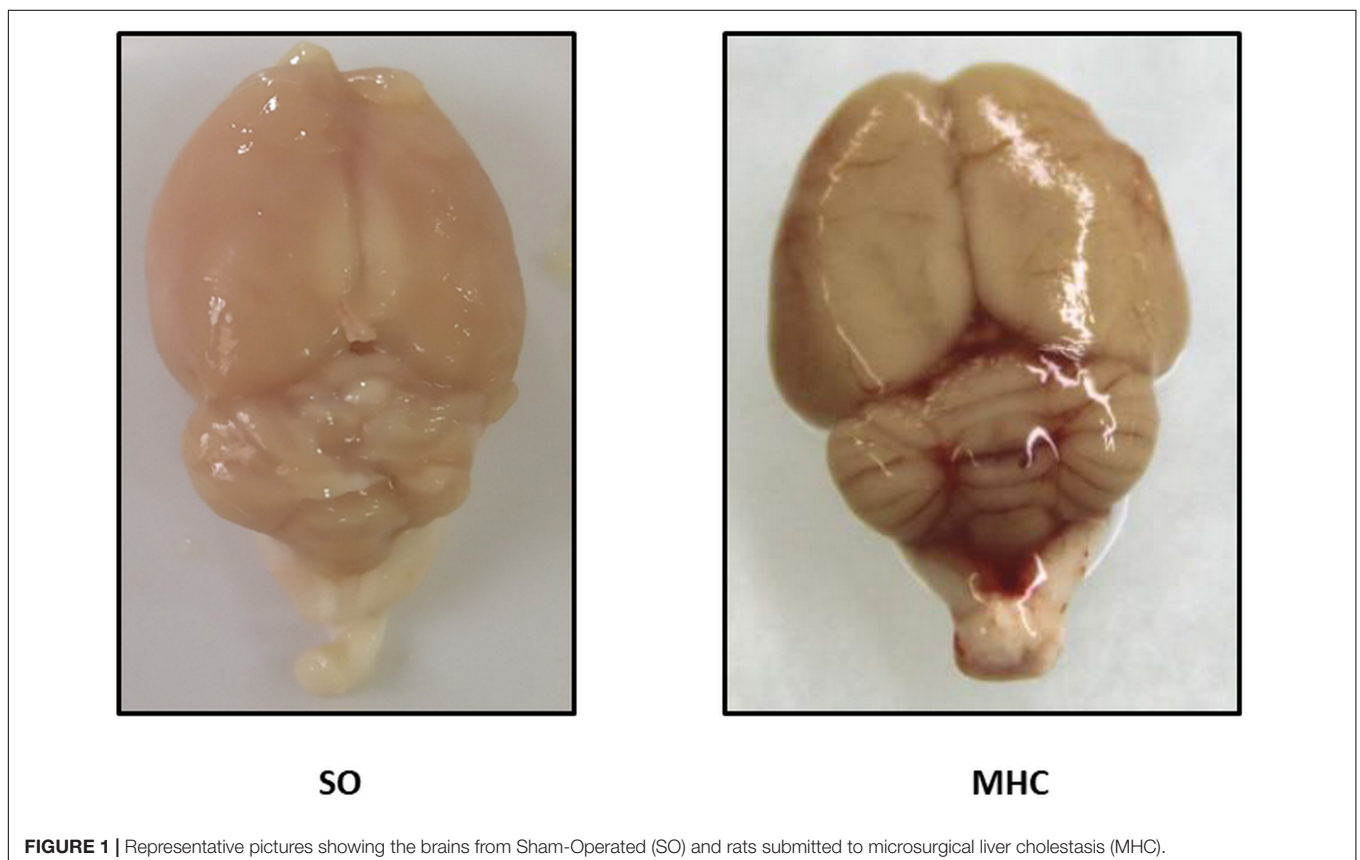 SO
MHC
FIGURE 1 | Representative pictures showing the brains from Sham-Operated (SO) and rats submitted to microsurgical liver cholestasis (MHC).